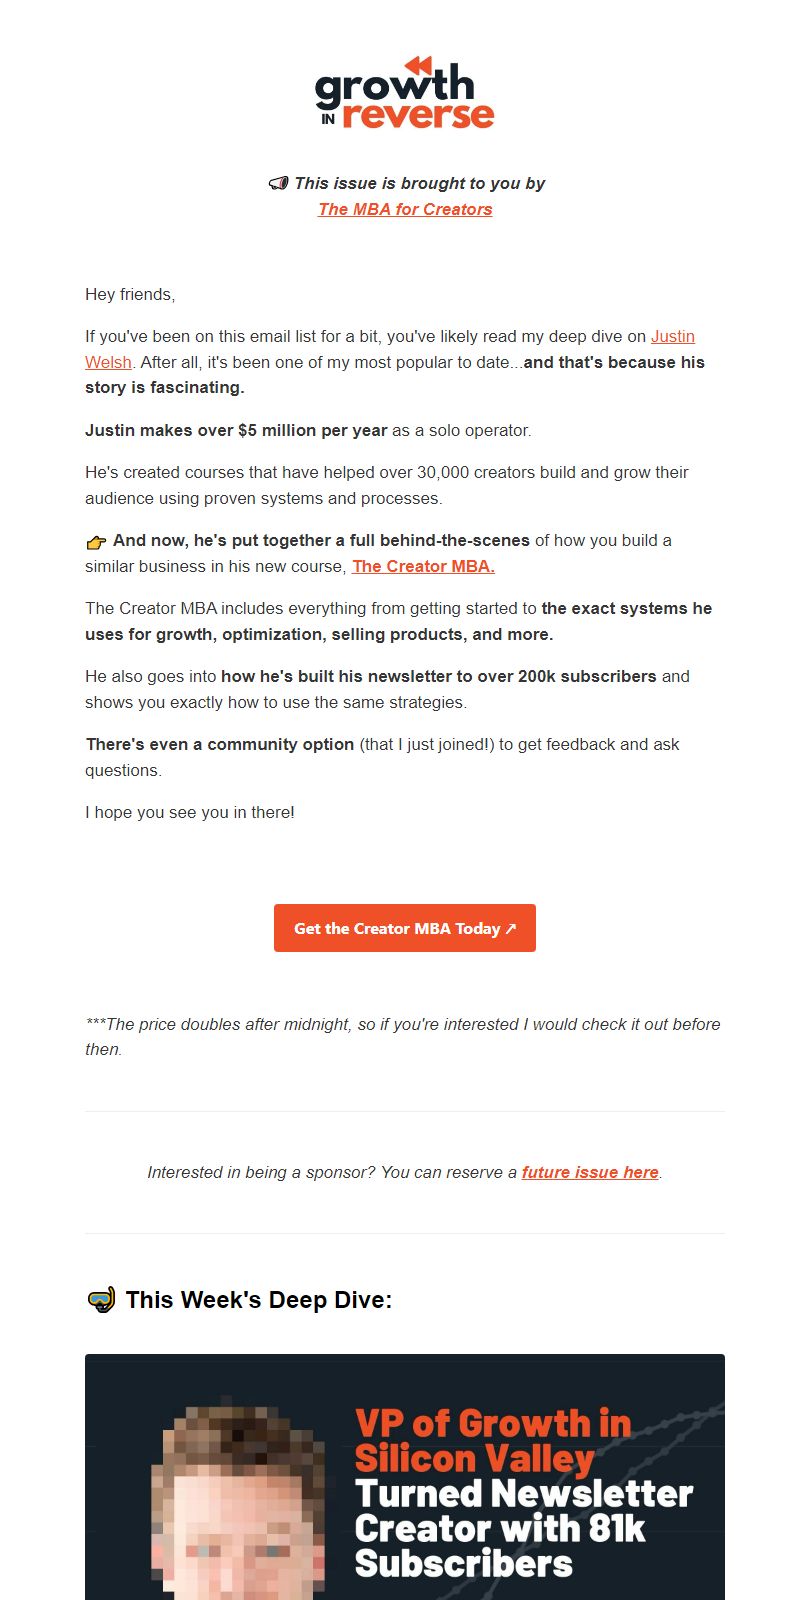 growth
IN reverse
📣 This issue is brought to you by
The MBA for Creators
Hey friends,
If you've been on this email list for a bit, you've likely read my deep dive on Justin
Welsh. After all, it's been one of my most popular to date...and that's because his
story is fascinating.
Justin makes over $5 million per year as a solo operator.
He's created courses that have helped over 30,000 creators build and grow their
audience using proven systems and processes.
👉 And now, he's put together a full behind-the-scenes of how you build a
similar business in his new course, The Creator MBA.
The Creator MBA includes everything from getting started to the exact systems he
uses for growth, optimization, selling products, and more.
He also goes into how he's built his newsletter to over 200k subscribers and
shows you exactly how to use the same strategies.
There's even a community option (that I just joined!) to get feedback and ask
questions.
I hope you see you in there!
Get the Creator MBA Today ↗
***The price doubles after midnight, so if you're interested I would check it out before
then.
Interested in being a sponsor? You can reserve a future issue here.
🤿 This Week's Deep Dive:
VP of Growth in
Silicon Valley
Turned Newsletter
Creator with 81k
Subscribers